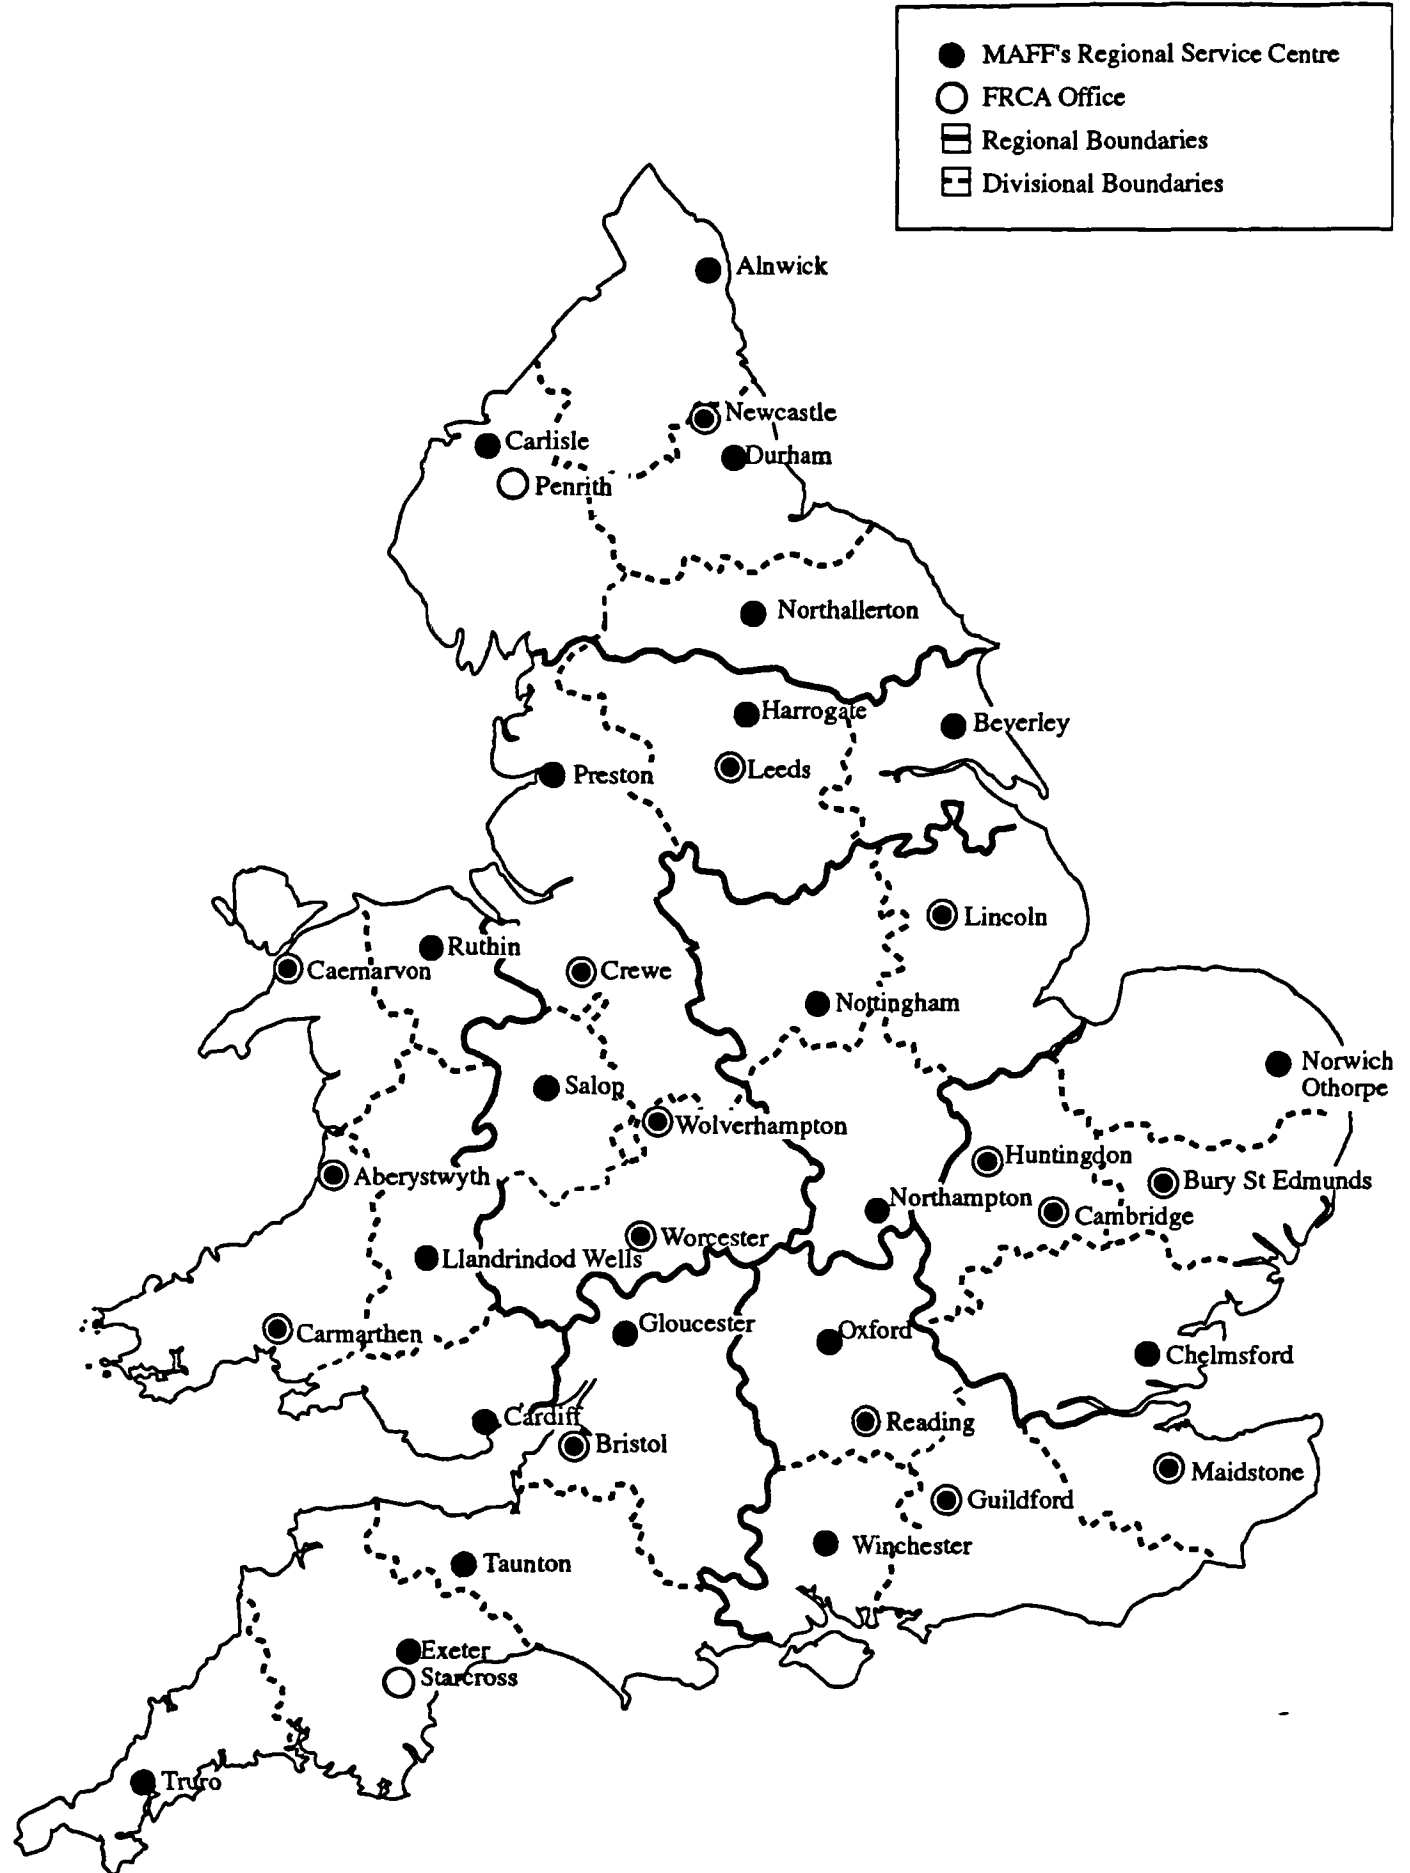 MAFF's Regional Service Centre
FRCA Office
Regional Boundaries
Divisional Boundaries
Alnwick
Newcastle
Carlisle
Durham
Penrith
Northallerton
Harrogate
Beverley
Leeds
Preston
Lincoln
Ruthin
Caernarvon
Crewe
Nottingham
Norwich
Othorpe
Salop
Wolverhampton
Huntingdon
Aberystwyth
Bury St Edmunds
Northampton
Cambridge
Worcester
Llandrindod Wells
Gloucester
Oxford
Carmarthen
Chelmsford
Cardiff
Reading
Bristol
Maidstone
Guildford
Winchester
Taunton
Exeter
Starcross
Truro